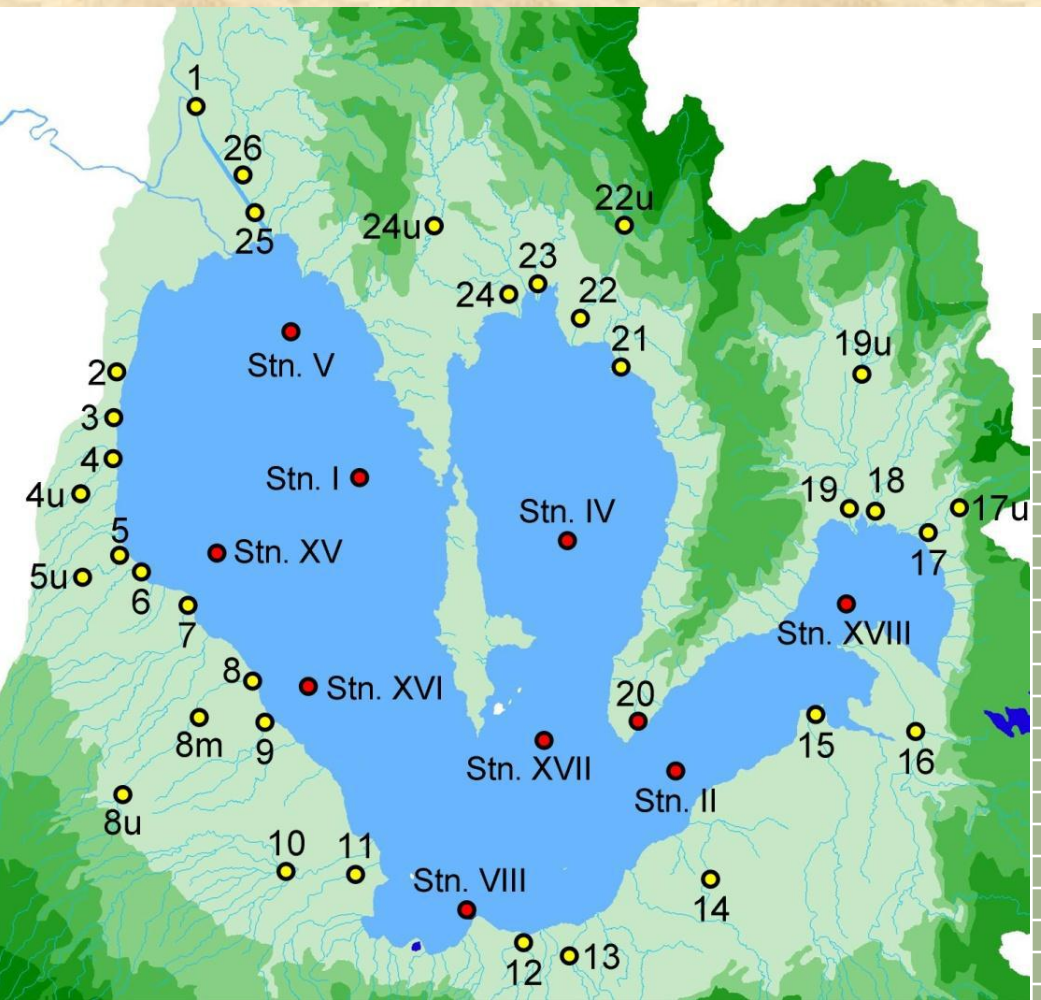 1
26
25
24u
22u
23
24
22
21
Stn. V
19u
2
3
4
Stn. I
4u
Stn. IV
19
18
17u
5
Stn. XV
17
5u
6
7
Stn. XVIII
8
Stn. XVI
20
8m
9
Stn. XVII
15
16
Stn. II
8u
10
11
Stn. VIII
14
12
13